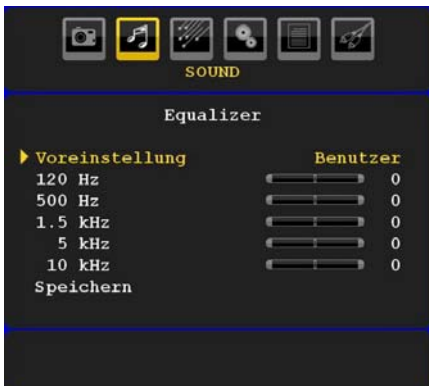 SOUND
Equalizer
Voreinstellung Benutzer
120 Hz 0
500 Hz 0
1.5 kHz 0
5 kHz 0
10 kHz 0
Speichern